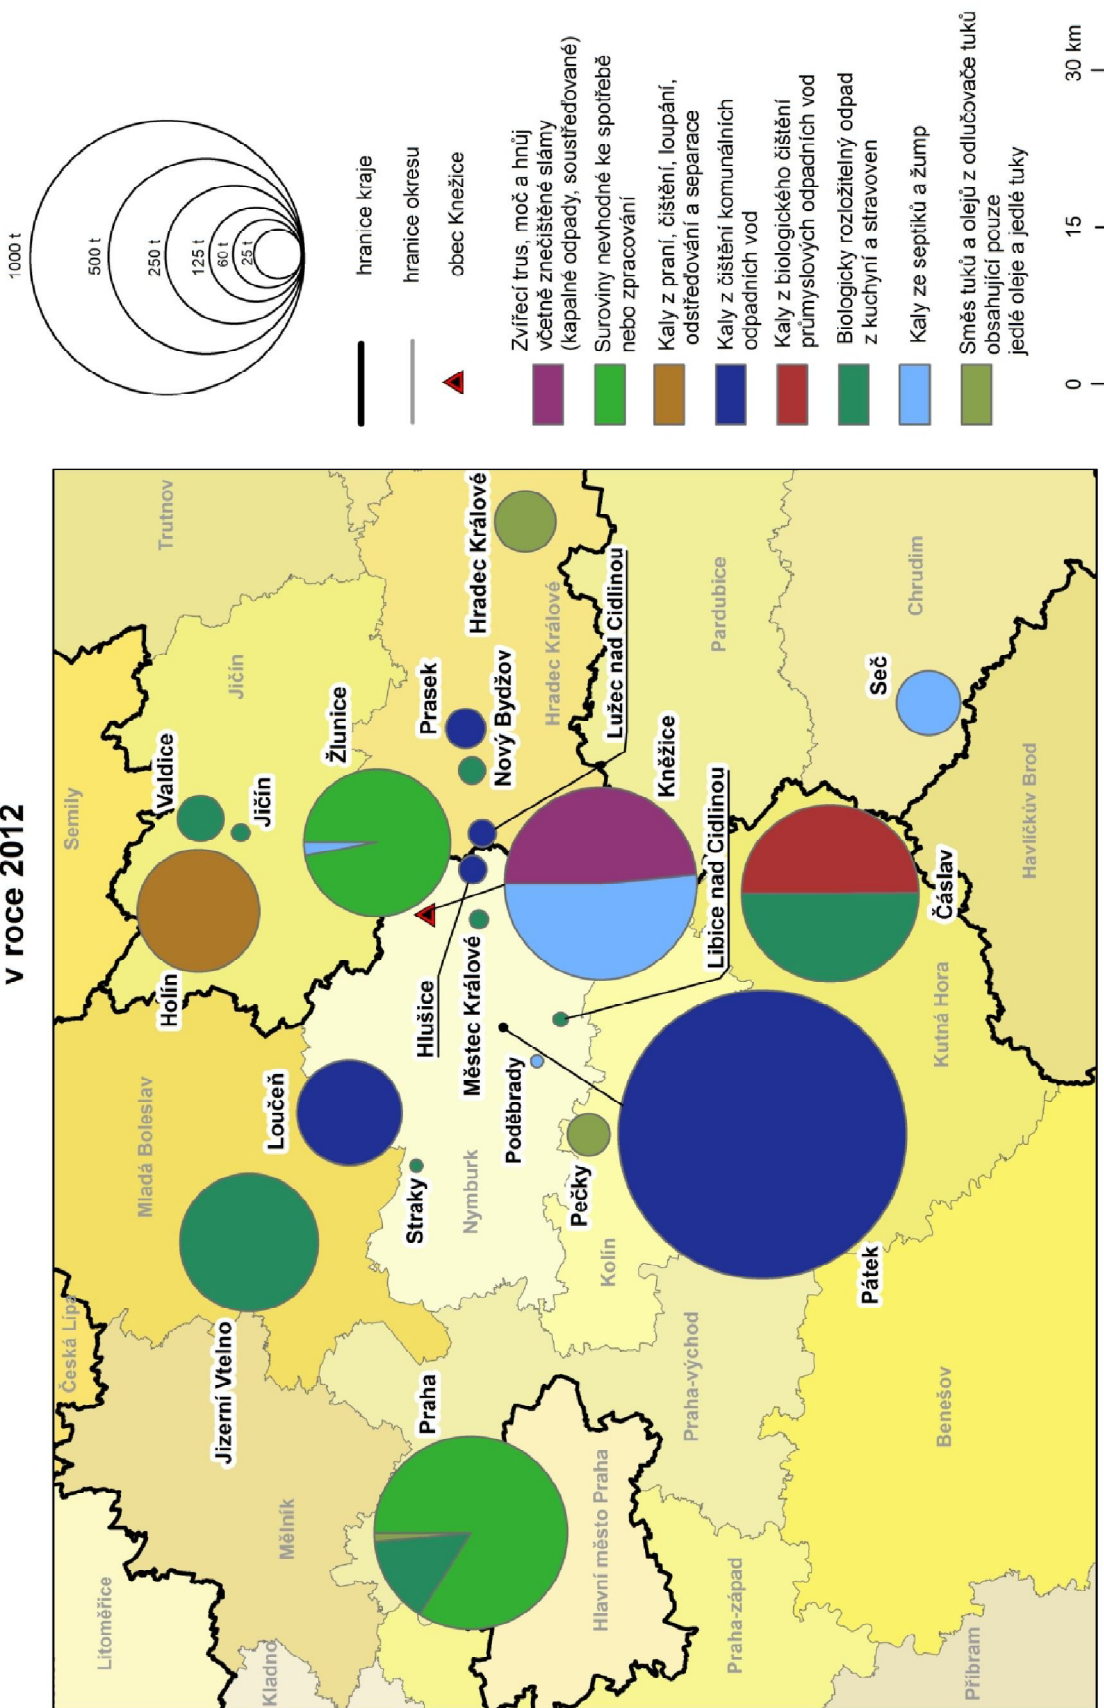 v roce 2012
1000 t
500 t
250 t
125 t
60 t
25 t
hranice kraje
hranice okresu
obec Knežice
Zvířecí trus, moč a hnůj
včetně znečištěné slámy
(kapalné odpady, soustřeďované)
Suroviny nevhodné ke spotřebě
nebo zpracování
Kaly z praní, čištění, loupání,
odstřeďování a separace
Kaly z čištění komunálních
odpadních vod
Kaly z biologického čištění
průmyslových odpadních vod
Biologicky rozložitelný odpad
z kuchyní a stravoven
Kaly ze septiků a žump
Směs tuků a olejů z odlučovače tuků
obsahující pouze
jedlé oleje a jedlé tuky
0
15
30 km
Litoměřice
Česká Lípa
Semily
Trutnov
Mladá Boleslav
Jičín
Valdice
Jičín
Holín
Kladno
Mělník
Jizerní Vtelno
Loučeň
Žlunice
Praha
Straky
Hlušice
Prasek
Hradec Králové
Nymburk
Městec Králové
Nový Bydžov
Poděbrady
Hradec Králové
Pečky
Kolín
Hlavní město Praha
Lužec nad Cidlinou
Kněžice
Praha-východ
Libice nad Cidlinou
Pardubice
Praha-západ
Pátek
Seč
Čáslav
Kutná Hora
Chrudim
Benešov
Příbram
Havlíčkův Brod